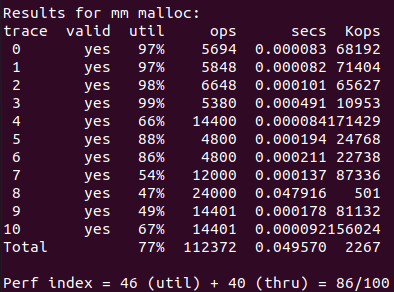 Results for mm malloc:
trace  valid  util     ops      secs  Kops
 0       yes   97%    5694  0.000083 68192
 1       yes   97%    5848  0.000082 71404
 2       yes   98%    6648  0.000101 65627
 3       yes   99%    5380  0.000491 10953
 4       yes   66%   14400  0.000084171429
 5       yes   88%    4800  0.000194 24768
 6       yes   86%    4800  0.000211 22738
 7       yes   54%   12000  0.000137 87336
 8       yes   47%   24000  0.047916   501
 9       yes   49%   14401  0.000178 81132
10       yes   67%   14401  0.000092156024
Total          77%  112372  0.049570  2267
Perf index = 46 (util) + 40 (thru) = 86/100